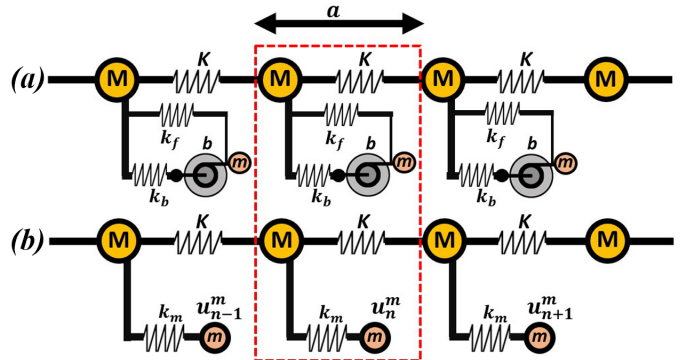 a
K K K
(a) M M M M
k_f k_f k_f
b b b
m m m
k_b k_b k_b
K K K
(b) M M M M
k_m u_{n-1}^m k_m u_n^m k_m u_{n+1}^m
m m m